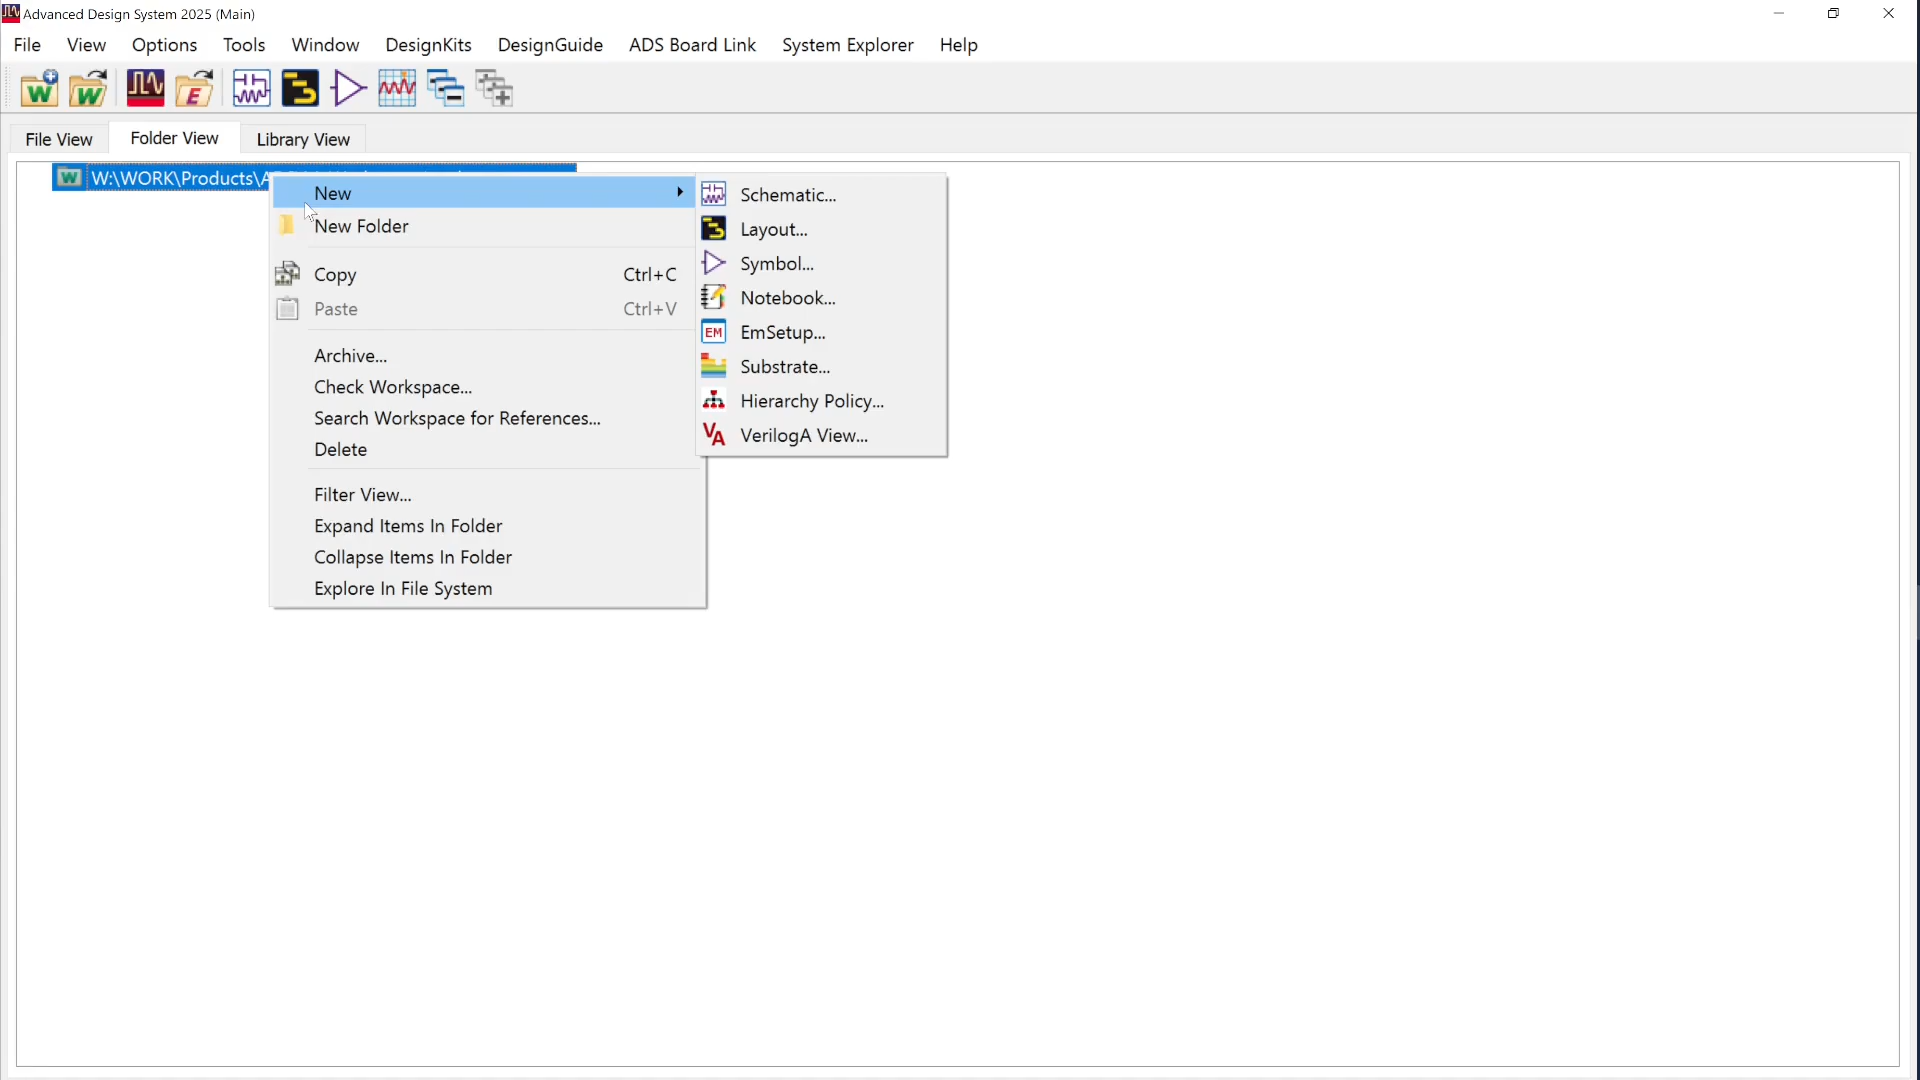 Advanced Design System 2025 (Main)
File View Options Tools Window DesignKits DesignGuide ADS Board Link System Explorer Help
W W E
File View Folder View Library View
W W:\WORK\Products\
New
New Folder
Copy Ctrl+C
Paste Ctrl+V
Archive...
Check Workspace...
Search Workspace for References...
Delete
Filter View...
Expand Items In Folder
Collapse Items In Folder
Explore In File System
Schematic...
Layout...
Symbol...
Notebook...
EM EmSetup...
Substrate...
Hierarchy Policy...
VA VerilogA View...